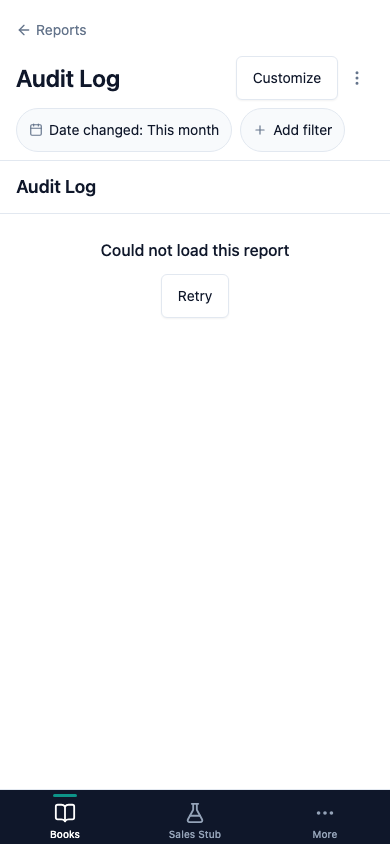 Reports
Audit Log
Customize
Date changed: This month
Add filter
Audit Log
Could not load this report
Retry
Books
Sales Stub
More